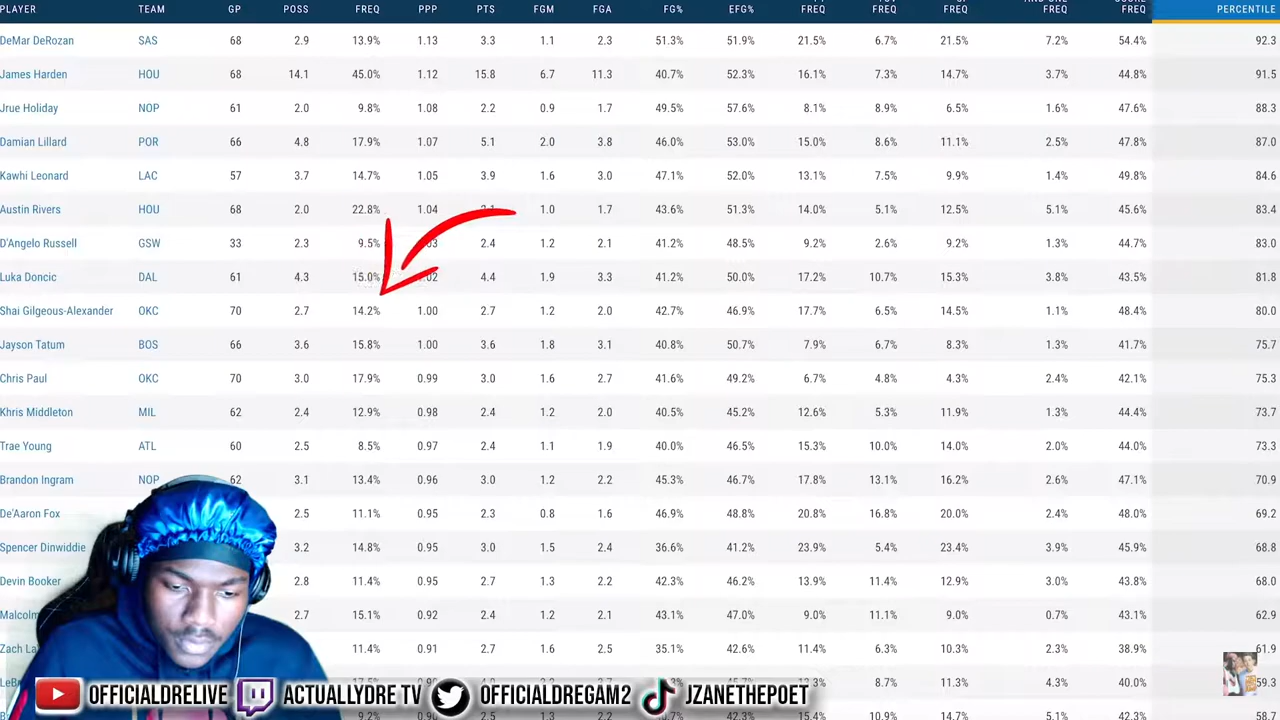 PLAYER TEAM GP POSS FREQ PPP PTS FGM FGA FG% EFG% FREQ FREQ FREQ FREQ FREQ PERCENTILE
DeMar DeRozan SAS 68 2.9 13.9% 1.13 3.3 1.1 2.3 51.3% 51.9% 21.5% 6.7% 21.5% 7.2% 54.4% 92.3
James Harden HOU 68 14.1 45.0% 1.12 15.8 6.7 11.3 40.7% 52.3% 16.1% 7.3% 14.7% 3.7% 44.8% 91.5
Jrue Holiday NOP 61 2.0 9.8% 1.08 2.2 0.9 1.7 49.5% 57.6% 8.1% 8.9% 6.5% 1.6% 47.6% 88.3
Damian Lillard POR 66 4.8 17.9% 1.07 5.1 2.0 3.8 46.0% 53.0% 15.0% 8.6% 11.1% 2.5% 47.8% 87.0
Kawhi Leonard LAC 57 3.7 14.7% 1.05 3.9 1.6 3.0 47.1% 52.0% 13.1% 7.5% 9.9% 1.4% 49.8% 84.6
Austin Rivers HOU 68 2.0 22.8% 1.04 2.1 1.0 1.7 43.6% 51.3% 14.0% 5.1% 12.5% 5.1% 45.6% 83.4
D'Angelo Russell GSW 33 2.3 9.5% 2.4 1.2 2.1 41.2% 48.5% 9.2% 2.6% 9.2% 1.3% 44.7% 83.0
Luka Doncic DAL 61 4.3 15.0% 4.4 1.9 3.3 41.2% 50.0% 17.2% 10.7% 15.3% 3.8% 43.5% 81.8
Shai Gilgeous-Alexander OKC 70 2.7 14.2% 1.00 2.7 1.2 2.0 42.7% 46.9% 17.7% 6.5% 14.5% 1.1% 48.4% 80.0
Jayson Tatum BOS 66 3.6 15.8% 1.00 3.6 1.8 3.1 40.8% 50.7% 7.9% 6.7% 8.3% 1.3% 41.7% 75.7
Chris Paul OKC 70 3.0 17.9% 0.99 3.0 1.6 2.7 41.6% 49.2% 6.7% 4.8% 4.3% 2.4% 42.1% 75.3
Khris Middleton MIL 62 2.4 12.9% 0.98 2.4 1.2 2.0 40.5% 45.2% 12.6% 5.3% 11.9% 1.3% 44.4% 73.7
Trae Young ATL 60 2.5 8.5% 0.97 2.4 1.1 1.9 40.0% 46.5% 15.3% 10.0% 14.0% 2.0% 44.0% 73.3
Brandon Ingram NOP 62 3.1 13.4% 0.96 3.0 1.2 2.2 45.3% 46.7% 17.8% 13.1% 16.2% 2.6% 47.1% 70.9
De'Aaron Fox 2.5 11.1% 0.95 2.3 0.8 1.6 46.9% 48.8% 20.8% 16.8% 20.0% 2.4% 48.0% 69.2
Spencer Dinwiddie 3.2 14.8% 0.95 3.0 1.5 2.4 36.6% 41.2% 23.9% 5.4% 23.4% 3.9% 45.9% 68.8
Devin Booker 2.8 11.4% 0.95 2.7 1.3 2.2 42.3% 46.2% 13.9% 11.4% 12.9% 3.0% 43.8% 68.0
Malcolm 2.7 15.1% 0.92 2.4 1.2 2.1 43.1% 47.0% 9.0% 11.1% 9.0% 0.7% 43.1% 62.9
Zach La 11.4% 0.91 2.7 1.6 2.5 35.1% 42.6% 11.4% 6.3% 10.3% 2.3% 38.9% 61.9
LeB 8.7% 11.3% 4.3% 40.0% 59.3
OFFICIALDRELIVE ACTUALLYDRE TV OFFICIALDREGAM2 JZANETHEPOET
9.2% 2.5 42.3% 15.4% 10.9% 14.7% 5.1% 42.3% 58.7